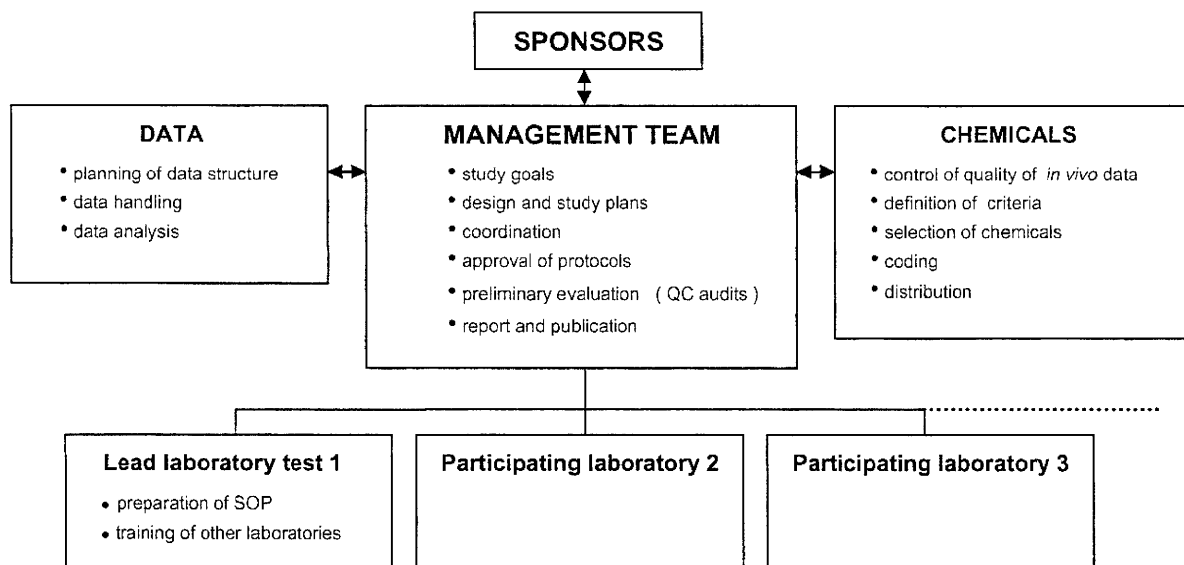 SPONSORS
DATA
• planning of data structure
• data handling
• data analysis
MANAGEMENT TEAM
• study goals
• design and study plans
• coordination
• approval of protocols
• preliminary evaluation ( QC audits )
• report and publication
CHEMICALS
• control of quality of in vivo data
• definition of criteria
• selection of chemicals
• coding
• distribution
Lead laboratory test 1
• preparation of SOP
• training of other laboratories
Participating laboratory 2
Participating laboratory 3